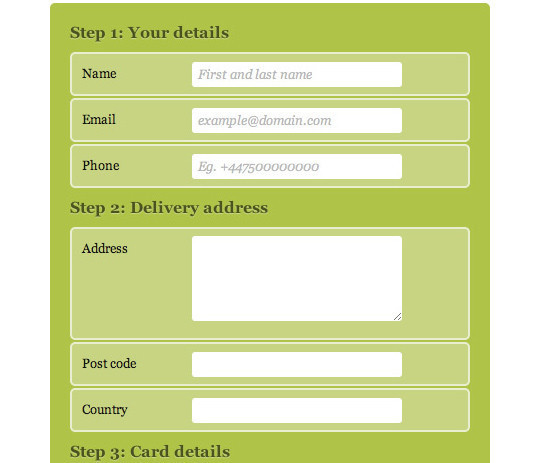 Step 1: Your details
Name First and last name
Email example@domain.com
Phone Eg. +447500000000
Step 2: Delivery address
Address
Post code
Country
Step 3: Card details